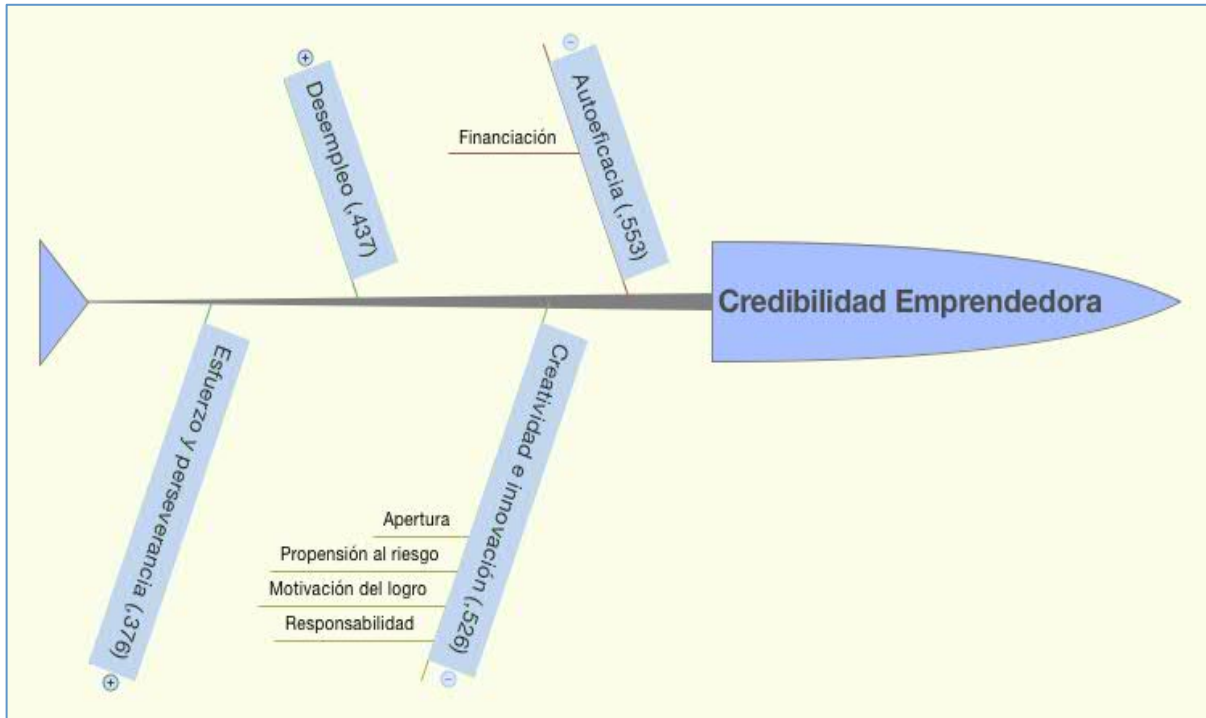 Desempleo (,437)
Autoeficacia (,553)
Financiación
Credibilidad Emprendedora
Esfuerzo y perseverancia (,376)
Creatividad e innovación (,526)
Apertura
Propensión al riesgo
Motivación del logro
Responsabilidad